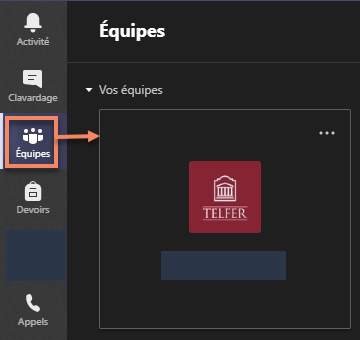 Activité
Clavardage
Équipes
Devoirs
Appels
Équipes
Vos équipes
TELFER